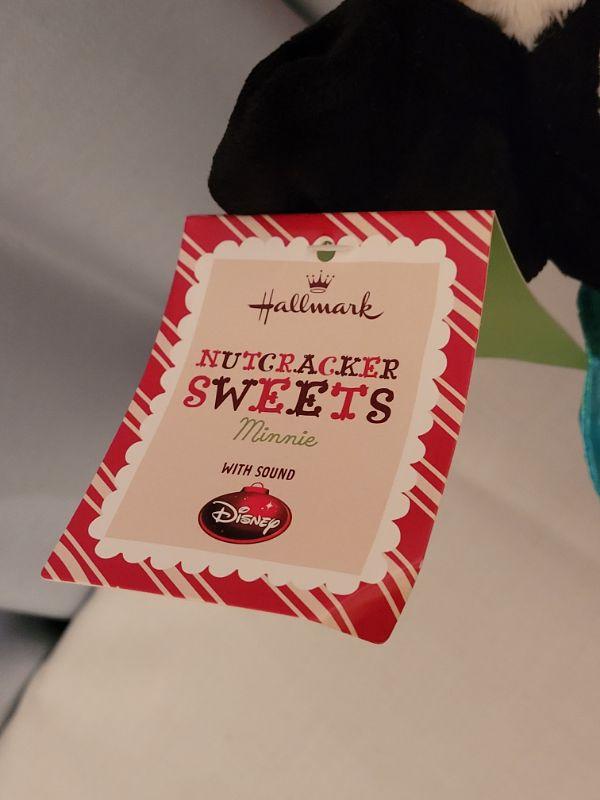 Hallmark
NUTCRACKER
SWEETS
Minnie
WITH SOUND
Disney